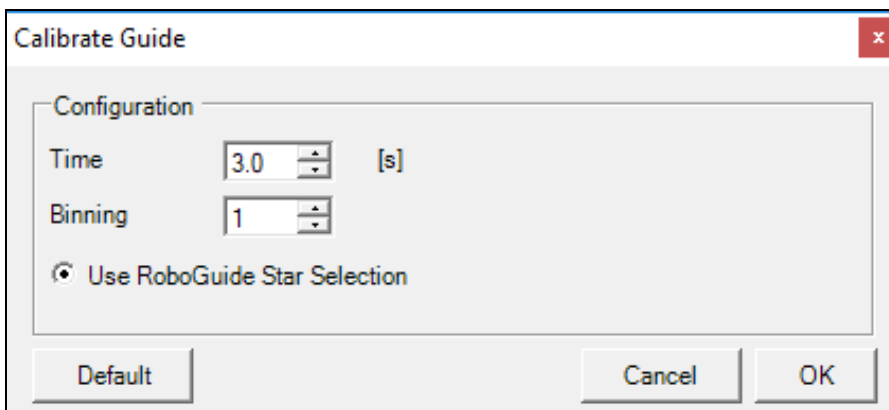 Calibrate Guide
x
Configuration
Time 3.0 [s]
Binning 1
Use RoboGuide Star Selection
Default Cancel OK